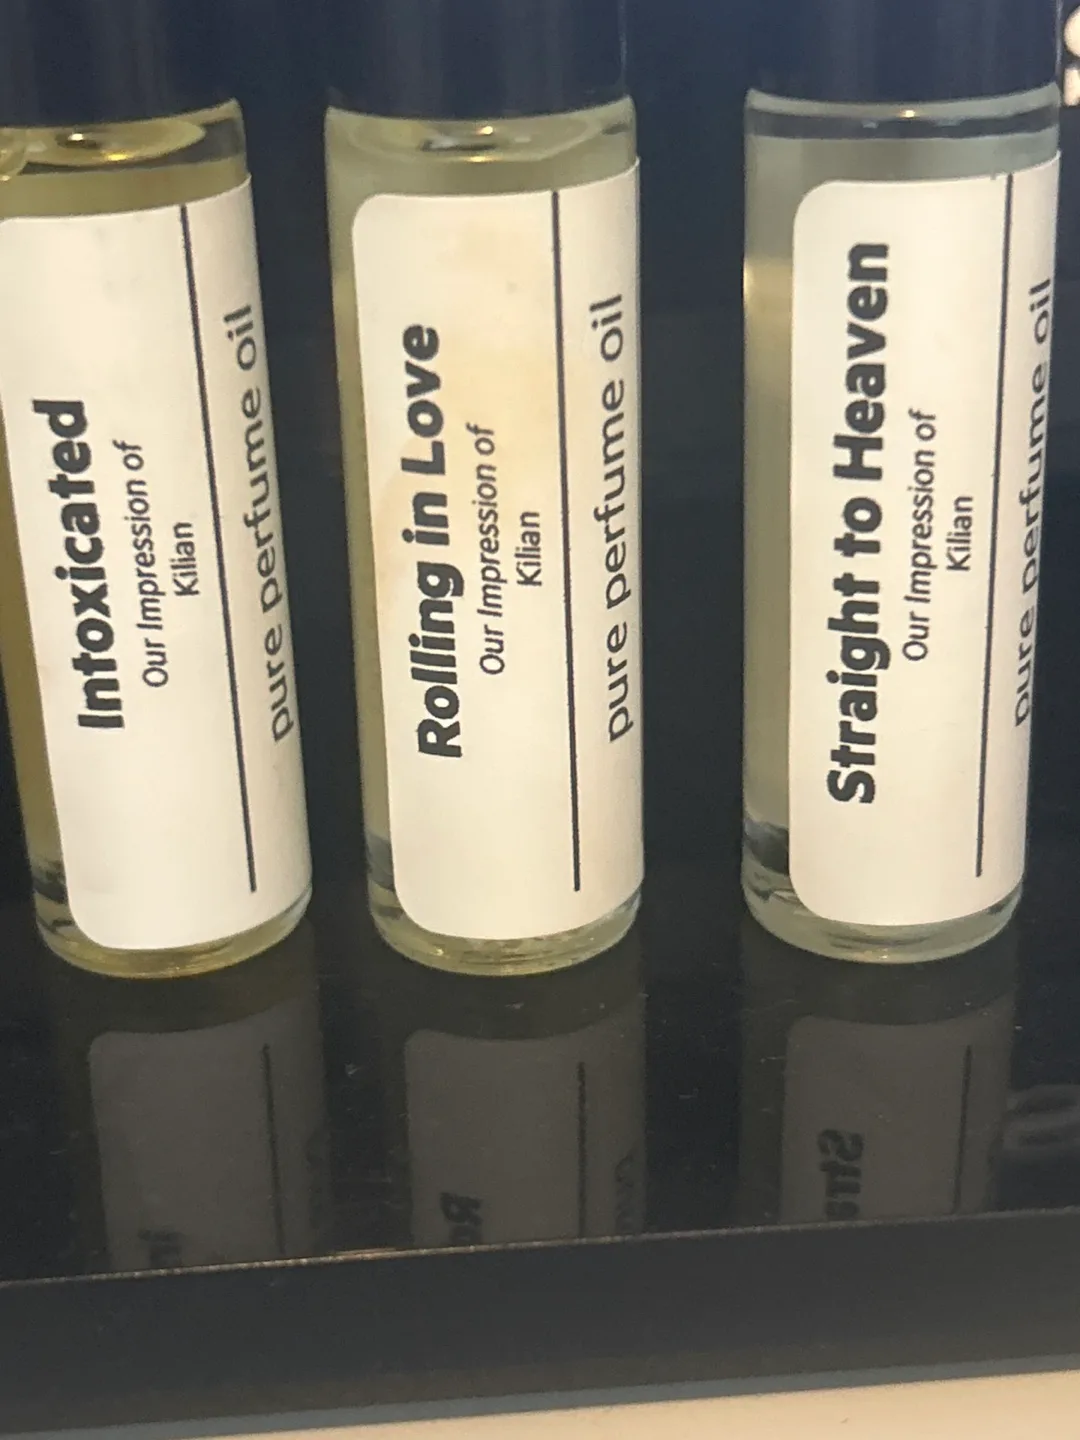 Intoxicated
Our Impression of
Kilian
pure perfume oil
Rolling in Love
Our Impression of
Kilian
pure perfume oil
Straight to Heaven
Our Impression of
Kilian
pure perfume oil